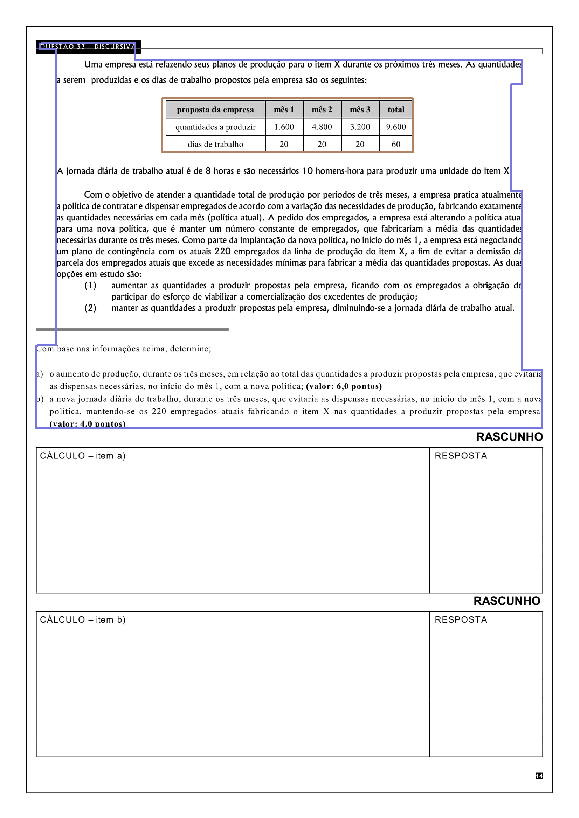 QUESTÃO 32 – DISCURSIVA
Uma empresa está refazendo seus planos de produção para o item X durante os próximos três meses. As quantidades
a serem produzidas e os dias de trabalho propostos pela empresa são os seguintes:
proposta da empresa mês 1 mês 2 mês 3 total
quantidades a produzir 1.600 4.800 3.200 9.600
dias de trabalho 20 20 20 60
A jornada diária de trabalho atual é de 8 horas e são necessários 10 homens-hora para produzir uma unidade do item X
Com o objetivo de atender a quantidade total de produção por períodos de três meses, a empresa pratica atualmente
a política de contratar e dispensar empregados de acordo com a variação das necessidades de produção, fabricando exatamente
as quantidades necessárias em cada mês (política atual). A pedido dos empregados, a empresa está alterando a política atua
para uma nova política, que é manter um número constante de empregados, que fabricariam a média das quantidades
necessárias durante os três meses. Como parte da implantação da nova política, no início do mês 1, a empresa está negociando
um plano de contingência com os atuais 220 empregados da linha de produção do item X, a fim de evitar a demissão da
parcela dos empregados atuais que excede as necessidades mínimas para fabricar a média das quantidades propostas. As duas
opções em estudo são:
(1) aumentar as quantidades a produzir propostas pela empresa, ficando com os empregados a obrigação de
participar do esforço de viabilizar a comercialização dos excedentes de produção;
(2) manter as quantidades a produzir propostas pela empresa, diminuindo-se a jornada diária de trabalho atual.
Com base nas informações acima, determine;
a) o aumento de produção, durante os três meses, em relação ao total das quantidades a produzir propostas pela empresa, que evitaria
as dispensas necessárias, no início do mês 1, com a nova política; (valor: 6,0 pontos)
b) a nova jornada diária de trabalho, durante os três meses, que evitaria as dispensas necessárias, no início do mês 1, com a nova
política, mantendo-se os 220 empregados atuais fabricando o item X nas quantidades a produzir propostas pela empresa
(valor: 4,0 pontos)
RASCUNHO
CÁLCULO – item a) RESPOSTA
RASCUNHO
CÁLCULO – item b) RESPOSTA